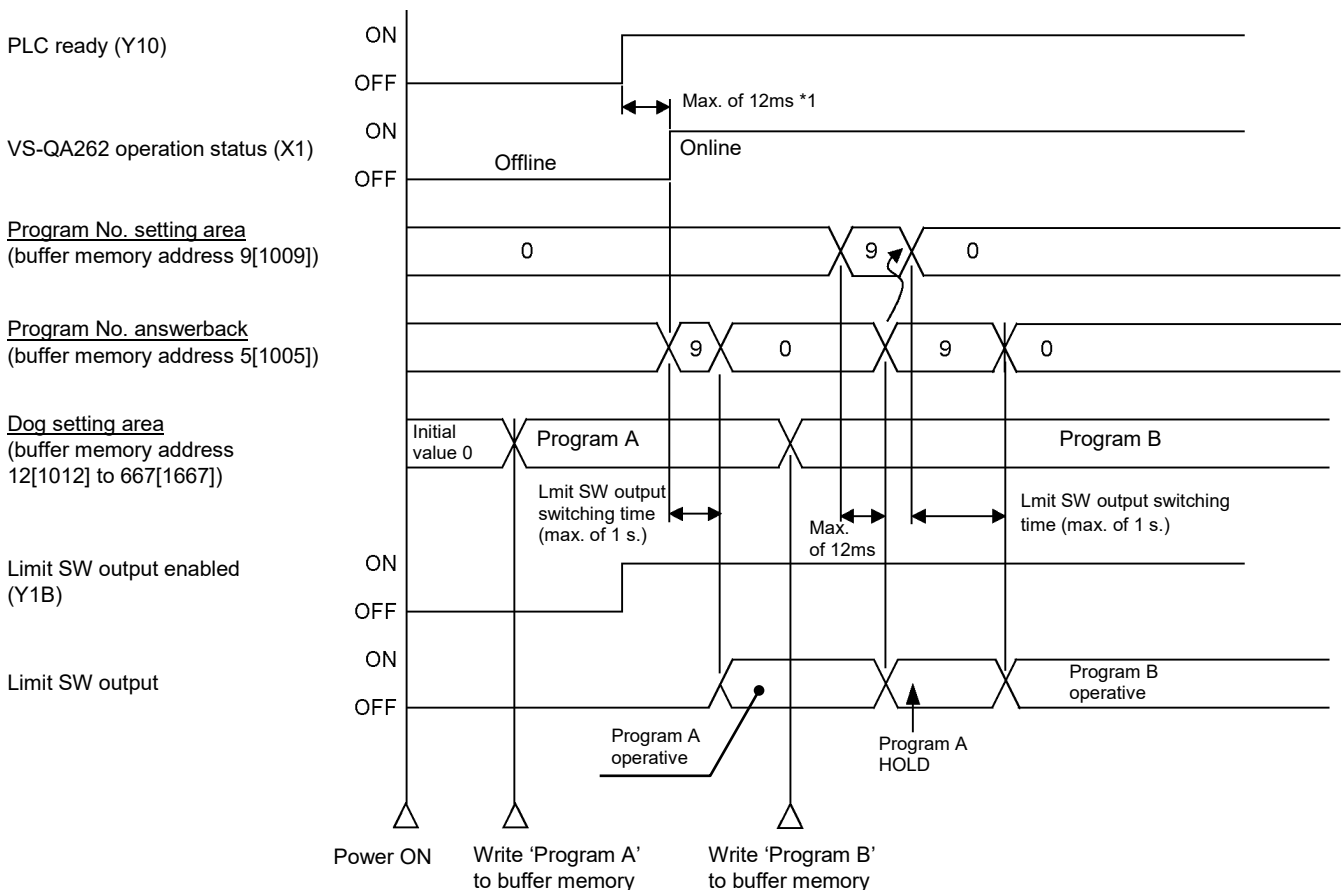 PLC ready (Y10)
ON
OFF
Max. of 12ms *1
VS-QA262 operation status (X1)
ON
OFF
Offline
Online
Program No. setting area
(buffer memory address 9[1009])
0
9
0
Program No. answerback
(buffer memory address 5[1005])
9
0
9
0
Dog setting area
(buffer memory address
12[1012] to 667[1667])
Initial
value 0
Program A
Program B
Lmit SW output
switching time
(max. of 1 s.)
Max.
of 12ms
Lmit SW output switching
time (max. of 1 s.)
Limit SW output enabled
(Y1B)
ON
OFF
Limit SW output
ON
OFF
Program A
operative
Program A
HOLD
Program B
operative
Power ON
Write ‘Program A’
to buffer memory
Write ‘Program B’
to buffer memory